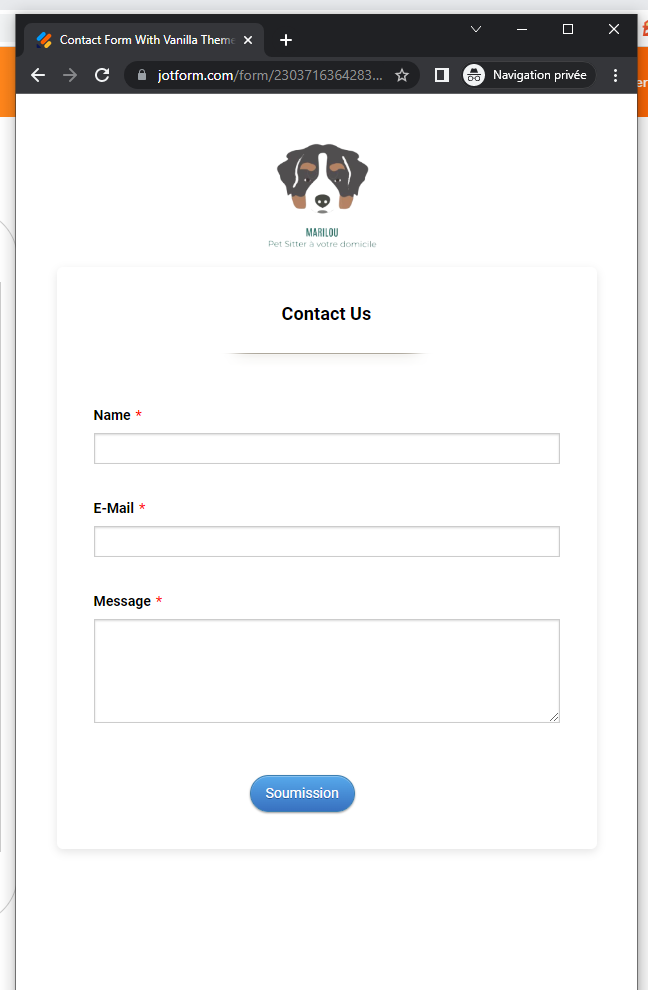 Contact Form With Vanilla Theme
jotform.com/form/2303716364283...
Navigation privée
MARILOU
Pet Sitter à votre domicile
Contact Us
Name *
E-Mail *
Message *
Soumission